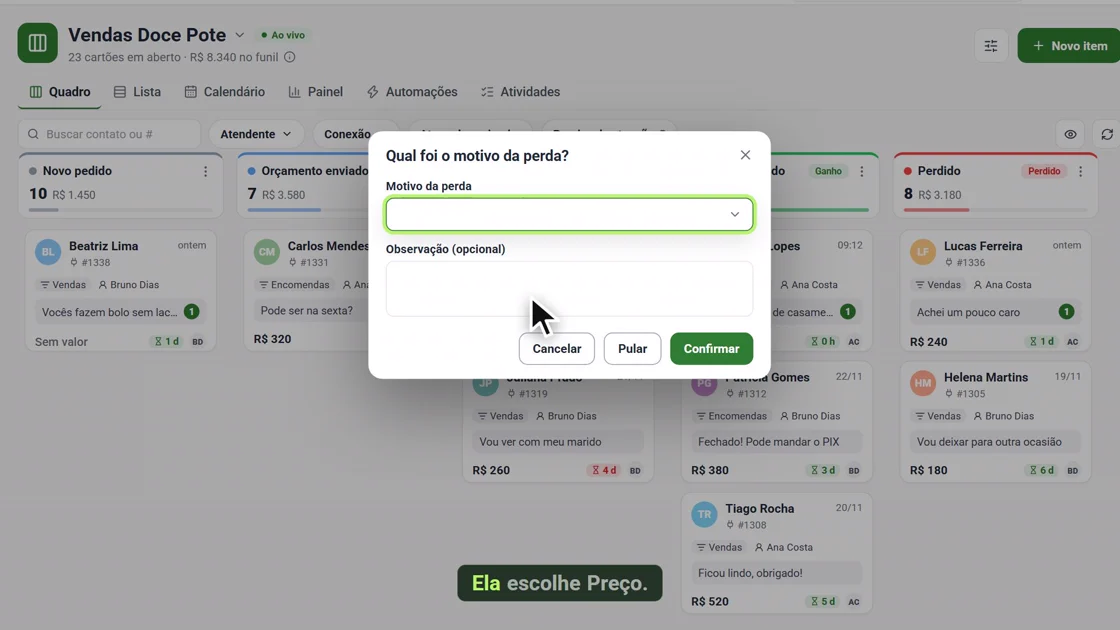 Vendas Doce Pote
Ao vivo
23 cartões em aberto · R$ 8.340 no funil
Novo item
Quadro
Lista
Calendário
Painel
Automações
Atividades
Buscar contato ou #
Atendente
Conexão
Qual foi o motivo da perda?
Motivo da perda
Observação (opcional)
Cancelar
Pular
Confirmar
Novo pedido
10 R$ 1.450
Beatriz Lima
ontem
BL
#1338
Vendas
Bruno Dias
Vocês fazem bolo sem lac...
1
Sem valor
1 d
BD
Orçamento enviado
7 R$ 3.580
CM
Carlos Mendes
#1331
Encomendas
Pode ser na sexta?
R$ 320
JP
#1319
Vendas
Bruno Dias
Vou ver com meu marido
R$ 260
4 d
BD
Ganho
09:12
Ana Costa
1
0 h
AC
PG
Patricia Gomes
22/11
#1312
Encomendas
Bruno Dias
Fechado! Pode mandar o PIX
R$ 380
3 d
BD
TR
Tiago Rocha
20/11
#1308
Vendas
Ana Costa
Ficou lindo, obrigado!
R$ 520
5 d
AC
Perdido
Perdido
8 R$ 3.180
LF
Lucas Ferreira
ontem
#1336
Vendas
Ana Costa
Achei um pouco caro
1
R$ 240
1 d
AC
HM
Helena Martins
19/11
#1305
Vendas
Bruno Dias
Vou deixar para outra ocasião
R$ 180
6 d
BD
Ela escolhe Preço.